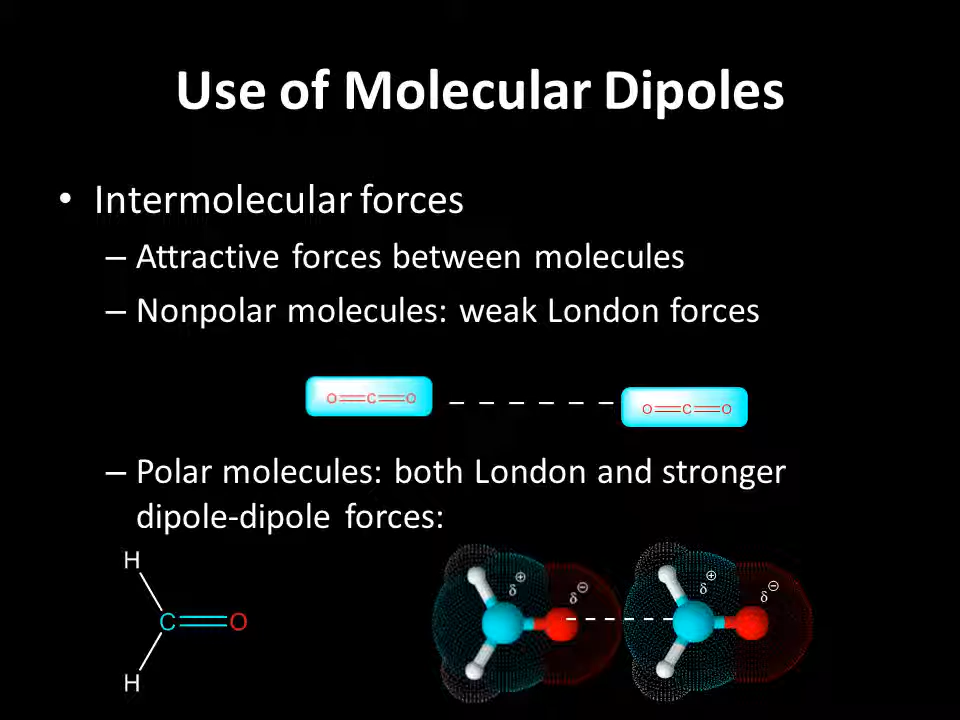 Use of Molecular Dipoles
• Intermolecular forces
– Attractive forces between molecules
– Nonpolar molecules: weak London forces
O=C=O
O=C=O
– Polar molecules: both London and stronger
dipole-dipole forces:
H
C=O
H
δ⊕ δ⊖ δ⊕ δ⊖